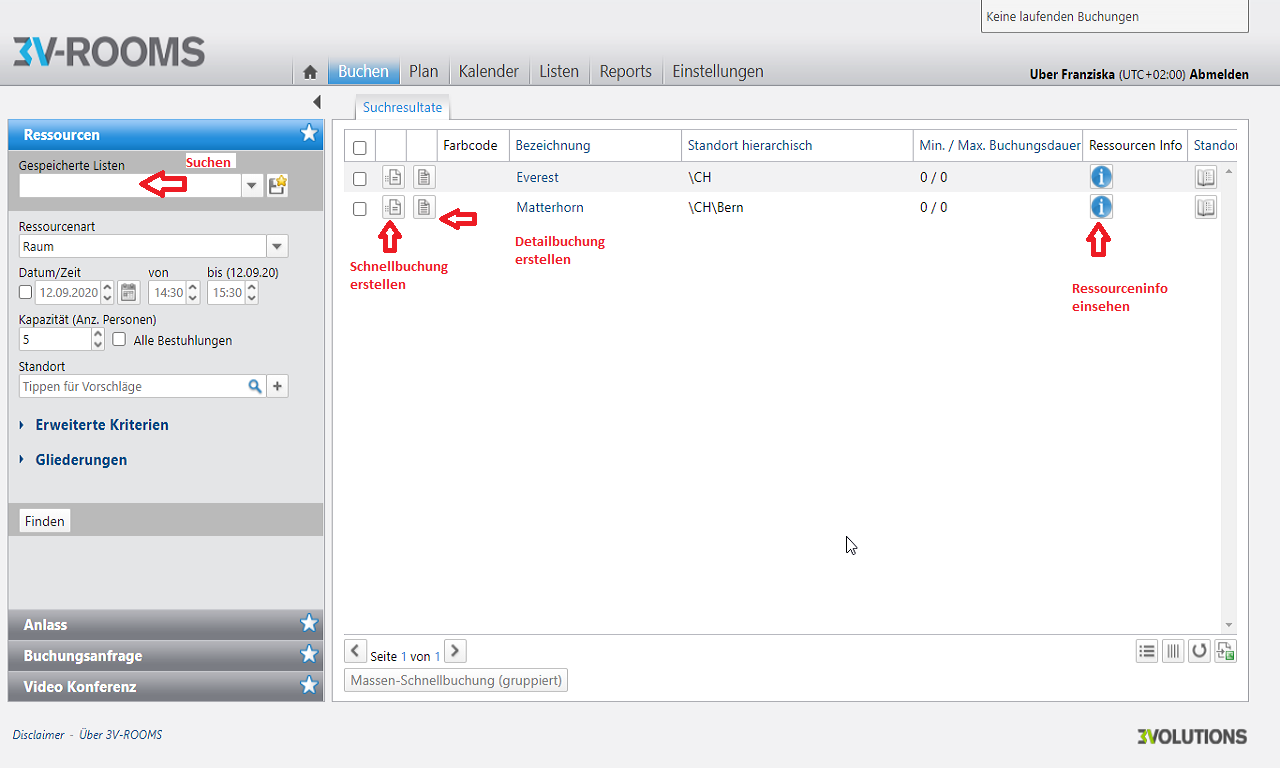 Keine laufenden Buchungen
3V-ROOMS
Buchen Plan Kalender Listen Reports Einstellungen
Uber Franziska (UTC+02:00) Abmelden
Suchresultate
Ressourcen
Gespeicherte Listen
Suchen
Ressourcenart
Raum
Datum/Zeit von bis (12.09.20)
12.09.2020 14:30 15:30
Kapazität (Anz. Personen)
5 Alle Bestuhlungen
Standort
Tippen für Vorschläge
Erweiterte Kriterien
Gliederungen
Finden
Anlass
Buchungsanfrage
Video Konferenz
Farbcode Bezeichnung Standort hierarchisch Min. / Max. Buchungsdauer Ressourcen Info Standor
Everest \CH 0 / 0
Matterhorn \CH\Bern 0 / 0
Schnellbuchung
erstellen
Detailbuchung
erstellen
Ressourceninfo
einsehen
Seite 1 von 1
Massen-Schnellbuchung (gruppiert)
Disclaimer - Über 3V-ROOMS
3VOLUTIONS